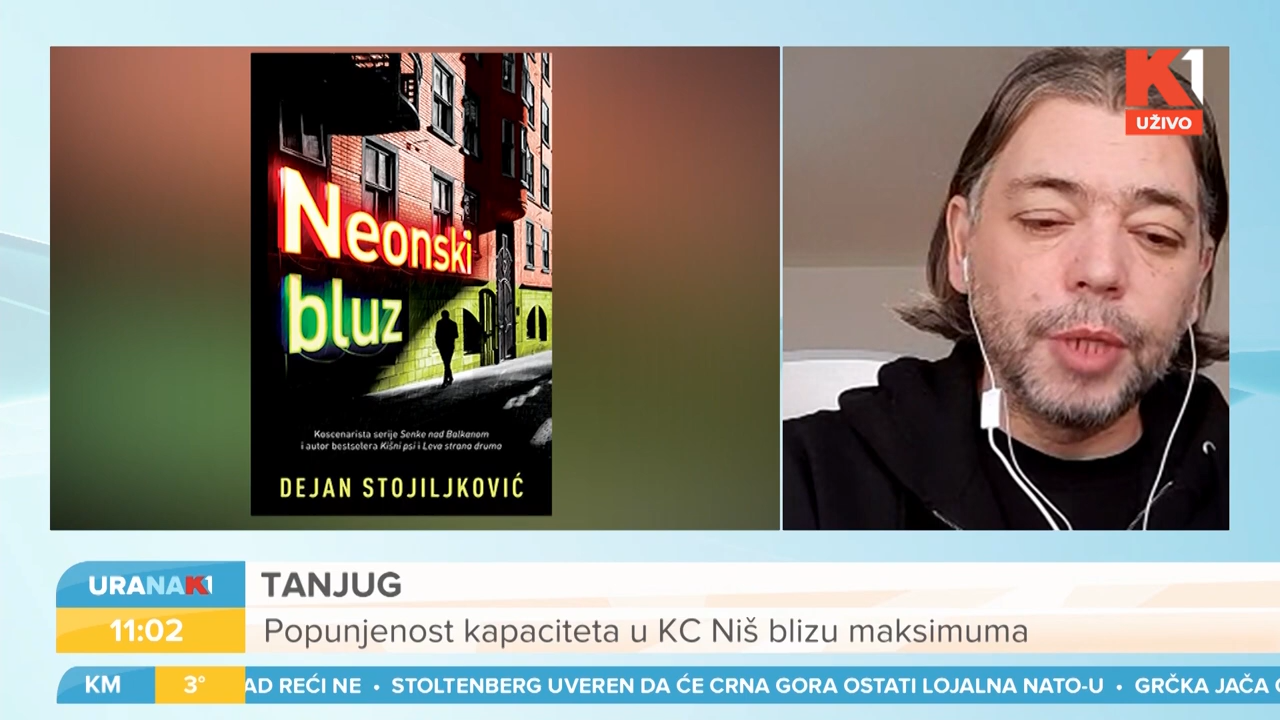 K1
UŽIVO
Neonski
bluz
Koscenarista serije Senke nad Balkanom
i autor bestselera Kišni psi i Leva strana druma
DEJAN STOJILJKOVIĆ
URANAK1
TANJUG
11:02
Popunjenost kapaciteta u KC Niš blizu maksimuma
KM 3° AD REĆI NE • STOLTENBERG UVEREN DA ĆE CRNA GORA OSTATI LOJALNA NATO-U • GRČKA JAČA